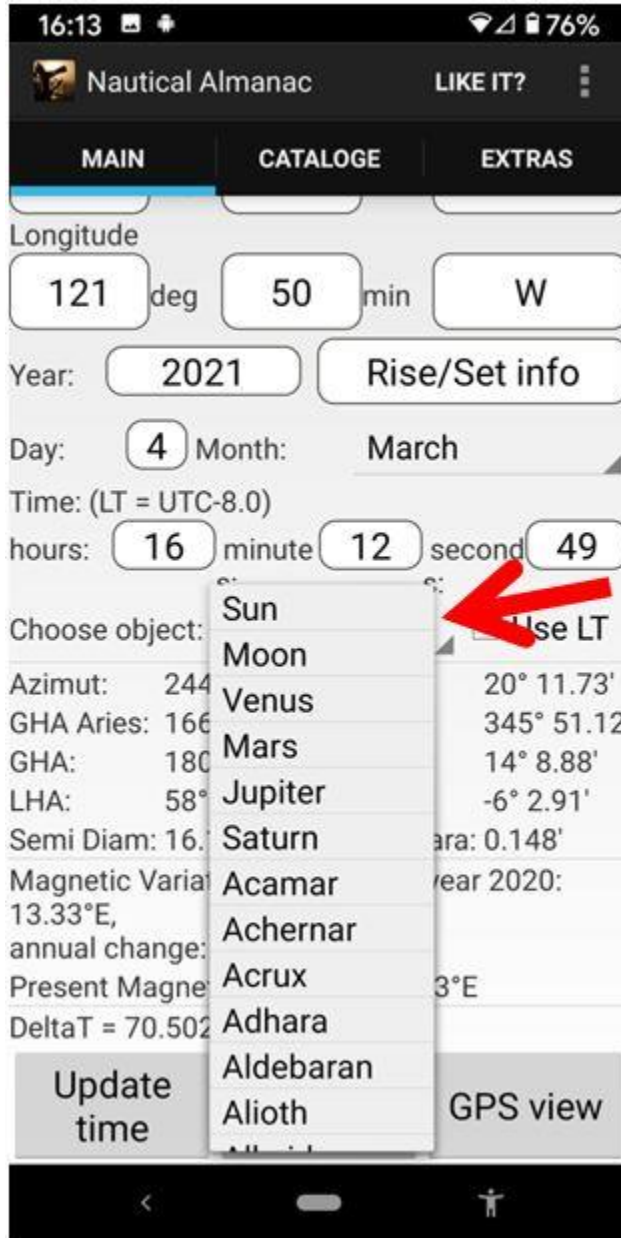 16:13 76%
Nautical Almanac LIKE IT?
MAIN CATALOGE EXTRAS
Longitude
121 deg 50 min W
Year: 2021 Rise/Set info
Day: 4 Month: March
Time: (LT = UTC-8.0)
hours: 16 minute 12 second 49
s: s:
Choose object: Use LT
Sun
Moon
Venus
Mars
Jupiter
Saturn
Acamar
Achernar
Acrux
Adhara
Aldebaran
Alioth
Azimut: 244 20° 11.73'
GHA Aries: 166 345° 51.12
GHA: 180 14° 8.88'
LHA: 58° -6° 2.91'
Semi Diam: 16. ara: 0.148'
Magnetic Varia year 2020:
13.33°E,
annual change:
Present Magne 3°E
DeltaT = 70.502
Update
time
GPS view